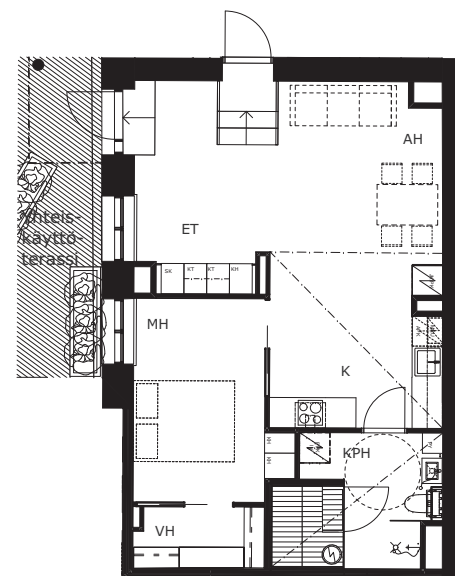 AH
ET
Yhteis-
käyttö-
terassi
SK KT KT KH
MH
K
KPH
VH